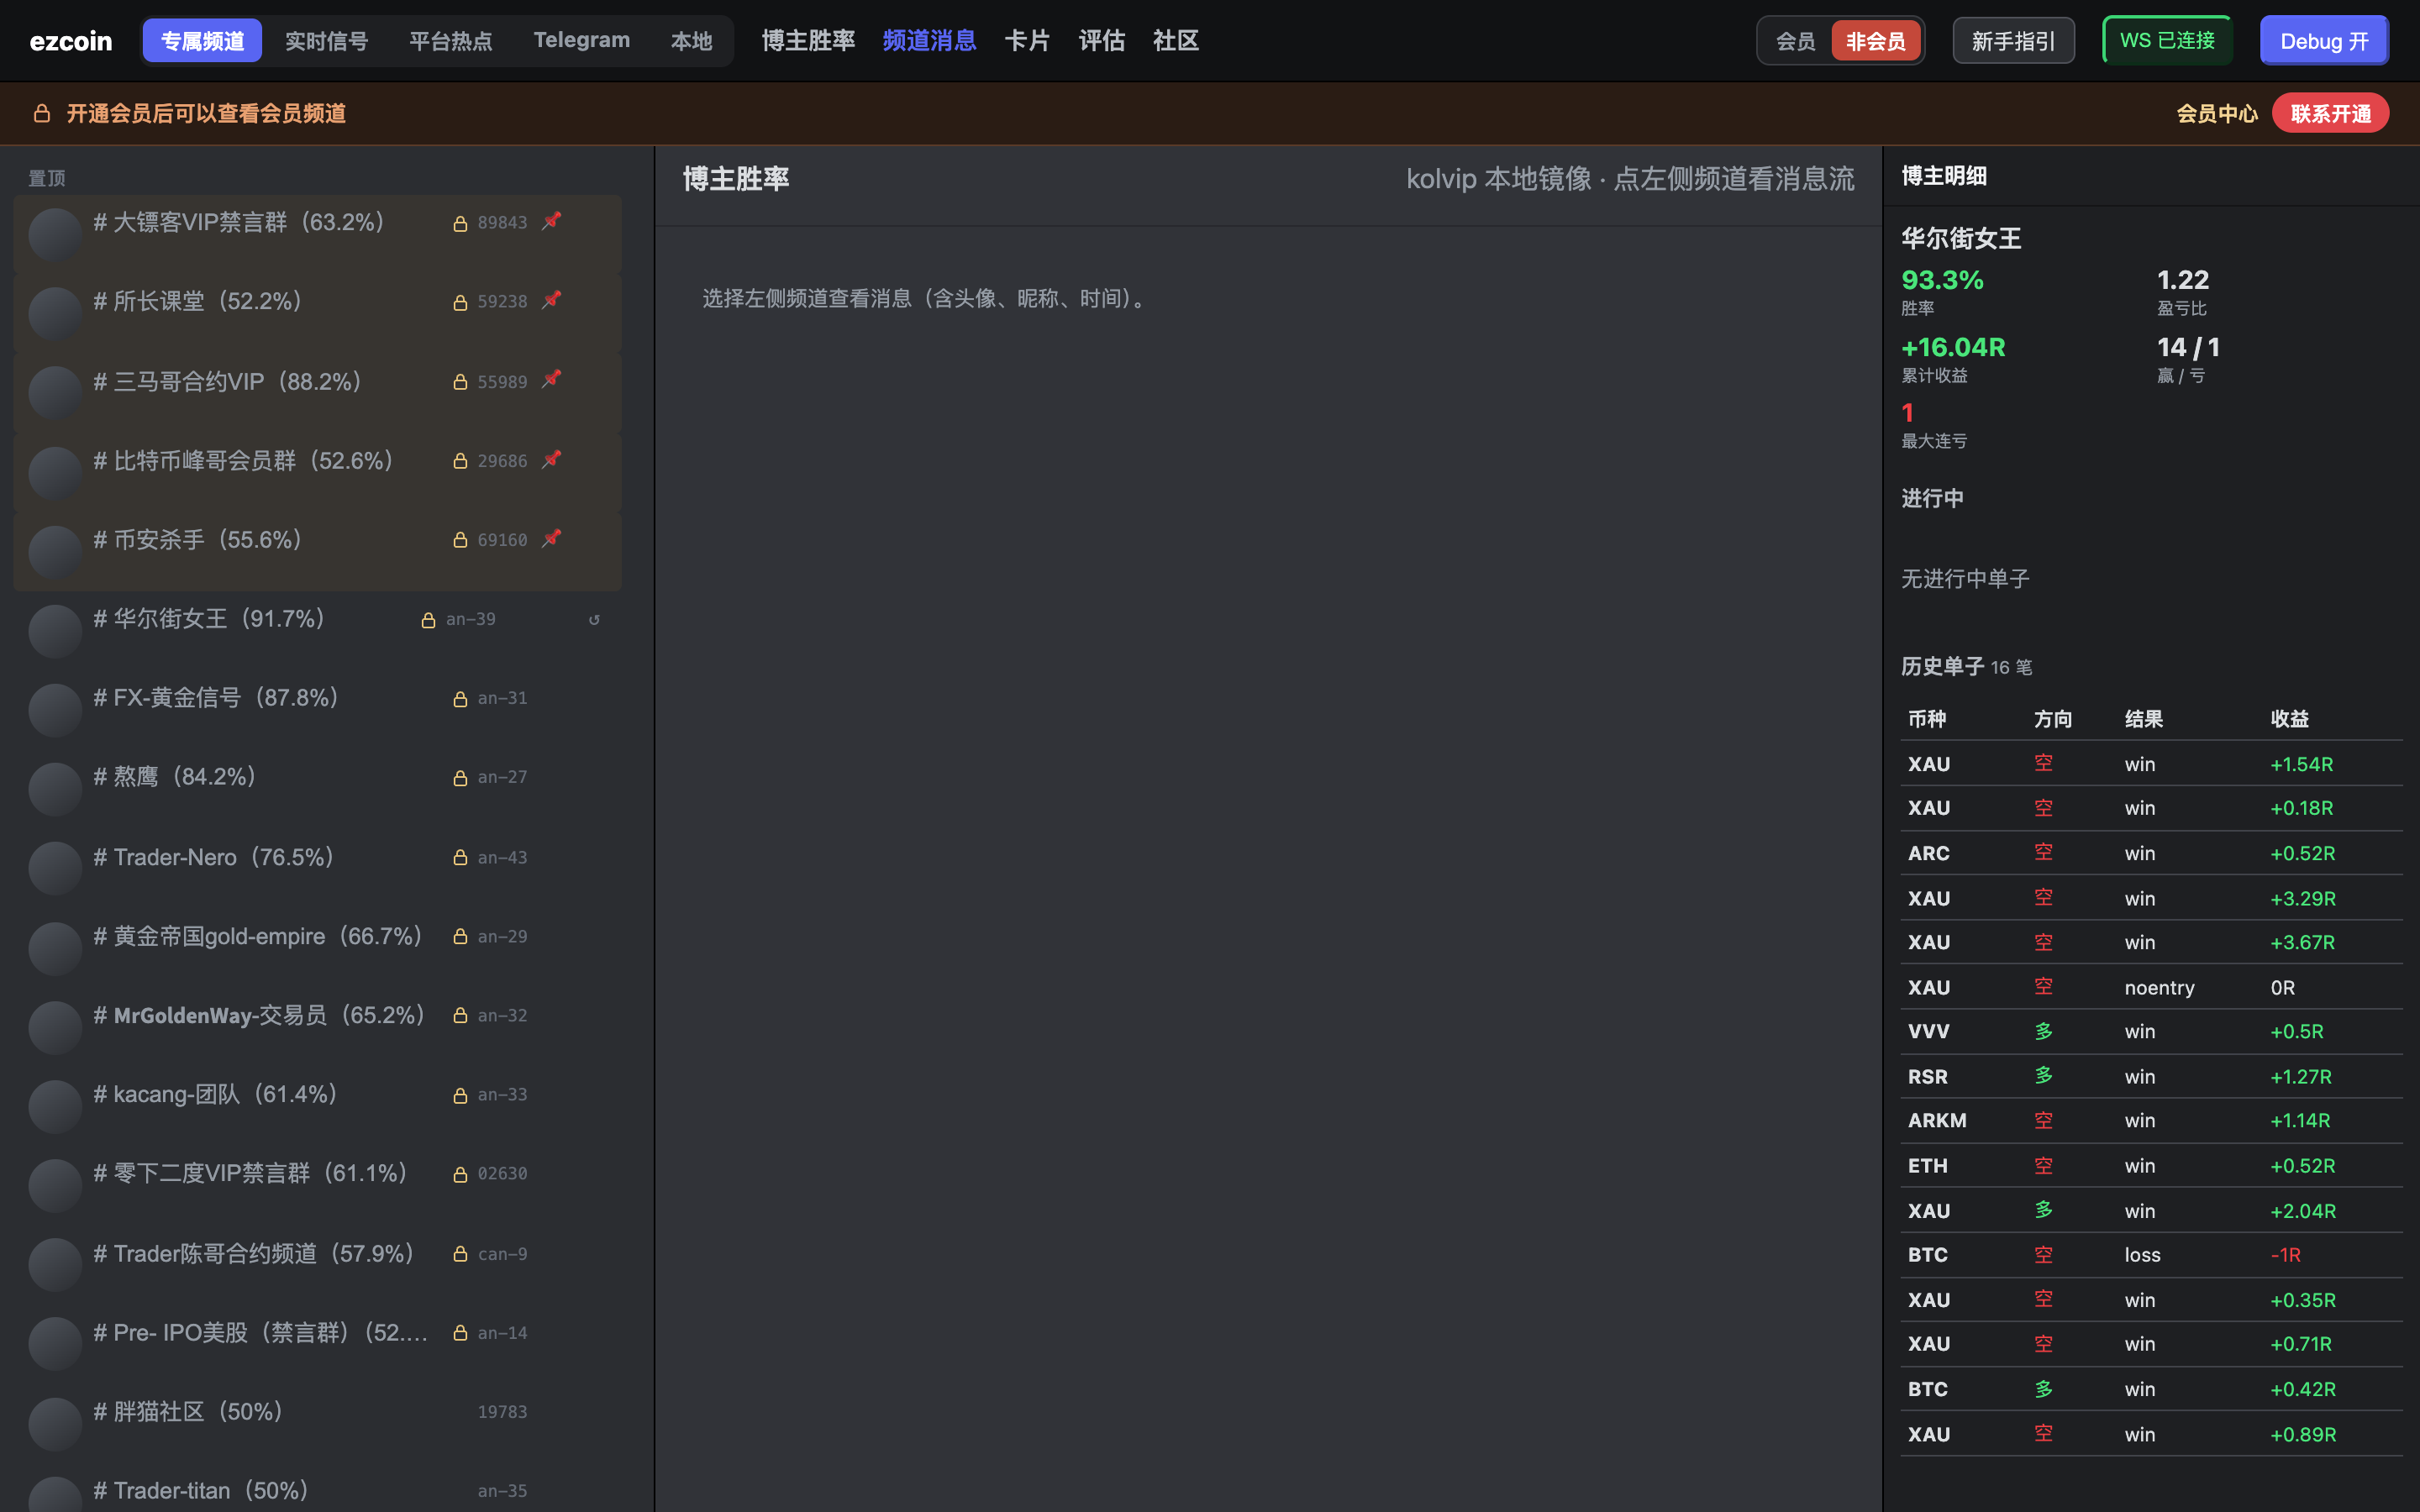 ezcoin 专属频道 实时信号 平台热点 Telegram 本地 博主胜率 频道消息 卡片 评估 社区 会员 非会员 新手指引 WS 已连接 Debug 开
开通会员后可以查看会员频道 会员中心 联系开通
置顶
# 大镖客VIP禁言群（63.2%） 89843
# 所长课堂（52.2%） 59238
# 三马哥合约VIP（88.2%） 55989
# 比特币峰哥会员群（52.6%） 29686
# 币安杀手（55.6%） 69160
# 华尔街女王（91.7%） an-39 ↺
# FX-黄金信号（87.8%） an-31
# 熬鹰（84.2%） an-27
# Trader-Nero（76.5%） an-43
# 黄金帝国gold-empire（66.7%） an-29
# MrGoldenWay-交易员（65.2%） an-32
# kacang-团队（61.4%） an-33
# 零下二度VIP禁言群（61.1%） 02630
# Trader陈哥合约频道（57.9%） can-9
# Pre- IPO美股（禁言群）（52.… an-14
# 胖猫社区（50%） 19783
# Trader-titan（50%） an-35
博主胜率 kolvip 本地镜像 · 点左侧频道看消息流
选择左侧频道查看消息（含头像、昵称、时间）。
博主明细
华尔街女王
93.3% 1.22
胜率 盈亏比
+16.04R 14 / 1
累计收益 赢 / 亏
1
最大连亏
进行中
无进行中单子
历史单子 16 笔
币种 方向 结果 收益
XAU 空 win +1.54R
XAU 空 win +0.18R
ARC 空 win +0.52R
XAU 空 win +3.29R
XAU 空 win +3.67R
XAU 空 noentry 0R
VVV 多 win +0.5R
RSR 多 win +1.27R
ARKM 空 win +1.14R
ETH 空 win +0.52R
XAU 多 win +2.04R
BTC 空 loss -1R
XAU 空 win +0.35R
XAU 空 win +0.71R
BTC 多 win +0.42R
XAU 空 win +0.89R